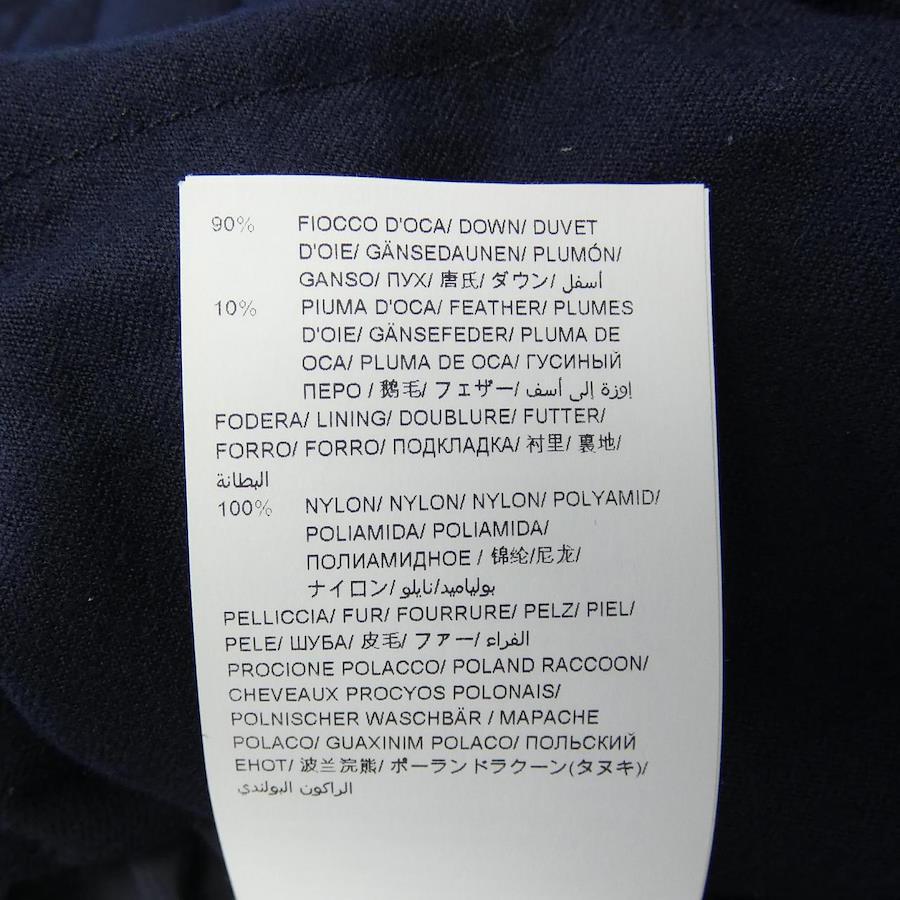 90% FIOCCO D'OCA/ DOWN/ DUVET
D'OIE/ GÄNSEDAUNEN/ PLUMÓN/
GANSO/ ПУХ/ 唐氏/ ダウン/ أسفل
10% PIUMA D'OCA/ FEATHER/ PLUMES
D'OIE/ GÄNSEFEDER/ PLUMA DE
OCA/ PLUMA DE OCA/ ГУСИНЫЙ
ПЕРО / 鹅毛/ フェザー/ إوزة إلى أسف
FODERA/ LINING/ DOUBLURE/ FUTTER/
FORRO/ FORRO/ ПОДКЛАДКА/ 衬里/ 裏地/
البطانة
100% NYLON/ NYLON/ NYLON/ POLYAMID/
POLIAMIDA/ POLIAMIDA/
ПОЛИАМИДНОЕ / 锦纶/尼龙/
ナイロン/ بولياميد/نايلو
PELLICCIA/ FUR/ FOURRURE/ PELZ/ PIEL/
PELE/ ШУБА/ 皮毛/ ファー/ الفراء
PROCIONE POLACCO/ POLAND RACCOON/
CHEVEAUX PROCYOS POLONAIS/
POLNISCHER WASCHBÄR / MAPACHE
POLACO/ GUAXINIM POLACO/ ПОЛЬСКИЙ
ЕНОТ/ 波兰浣熊/ ポーランドラクーン(タヌキ)/
الراكون البولندي